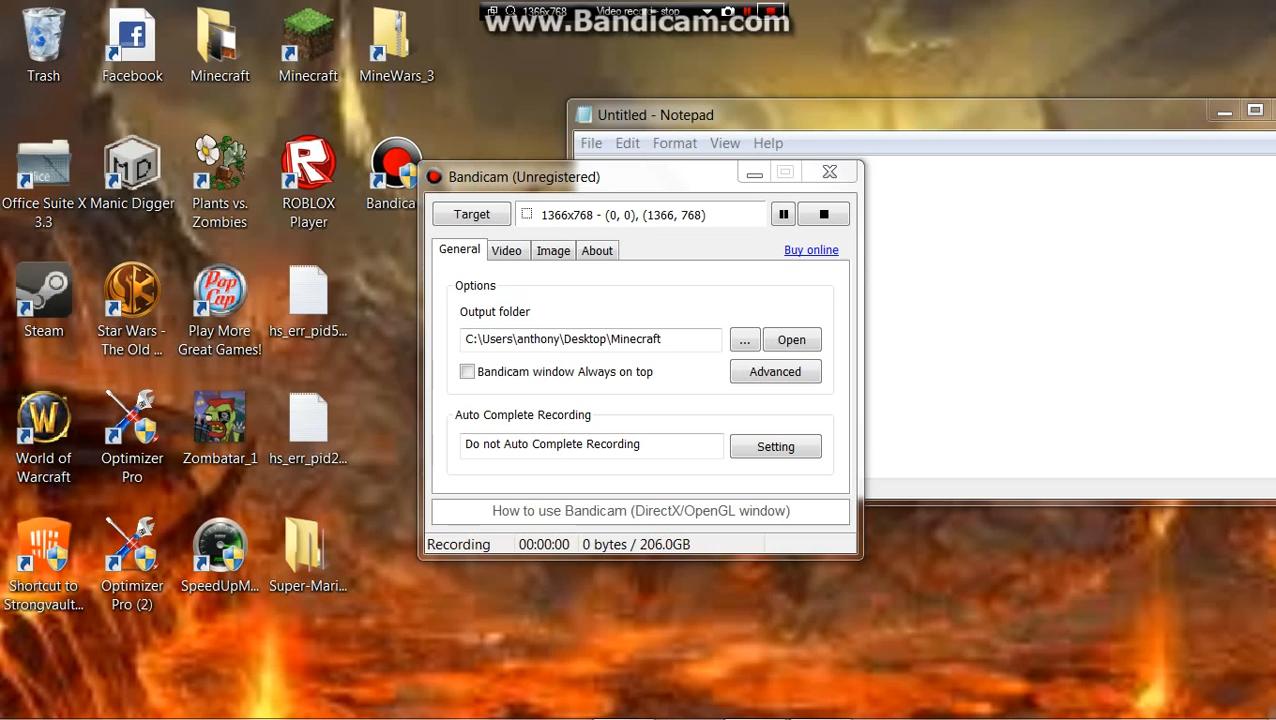 1366x768 Video stop
www.Bandicam.com
Trash
Facebook
Minecraft
Minecraft
MineWars_3
Untitled - Notepad
File Edit Format View Help
Office Suite X
3.3
Manic Digger
Plants vs.
Zombies
ROBLOX
Player
Steam
Star Wars -
The Old ...
Play More
Great Games!
hs_err_pid5...
World of
Warcraft
Optimizer
Pro
Zombatar_1
hs_err_pid2...
Shortcut to
Strongvault...
Optimizer
Pro (2)
SpeedUpM...
Super-Mari...
Bandicam (Unregistered)
Target 1366x768 - (0, 0), (1366, 768)
General Video Image About Buy online
Options
Output folder
C:\Users\anthony\Desktop\Minecraft ... Open
Bandicam window Always on top Advanced
Auto Complete Recording
Do not Auto Complete Recording Setting
How to use Bandicam (DirectX/OpenGL window)
Recording 00:00:00 0 bytes / 206.0GB